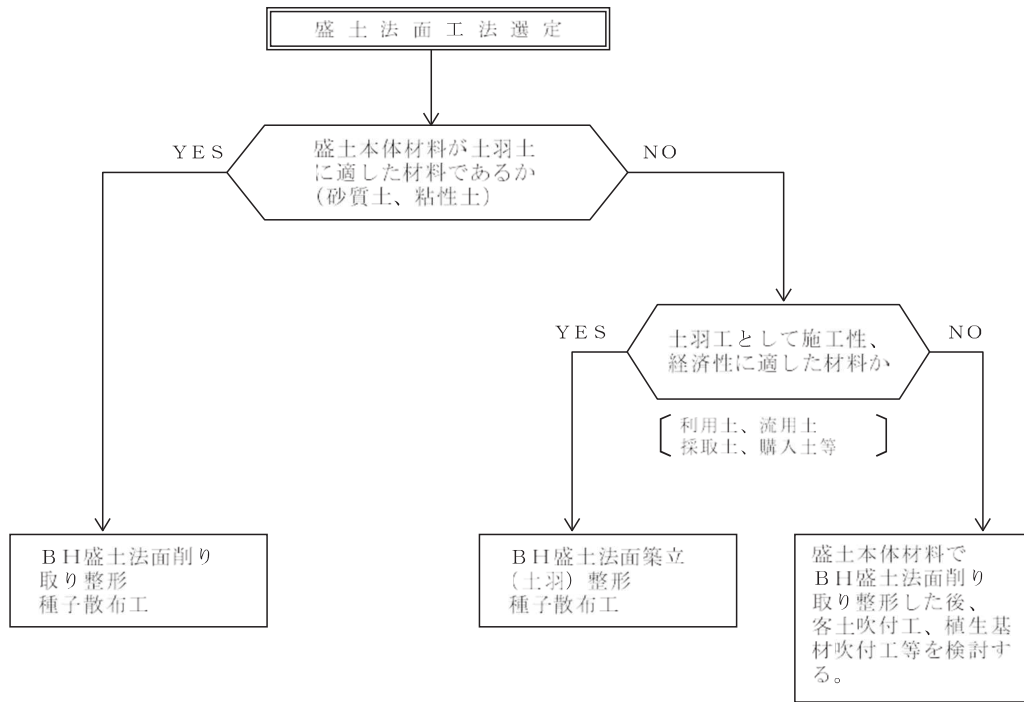 盛土法面工法選定
YES
盛土本体材料が土羽土
に適した材料であるか
(砂質土、粘性土)
NO
YES
土羽工として施工性、
経済性に適した材料か
NO
利用土、流用土
採取土、購入土等
BH盛土法面削り
取り整形
種子散布工
BH盛土法面築立
(土羽)整形
種子散布工
盛土本体材料で
BH盛土法面削り
取り整形した後、
客土吹付工、植生基
材吹付工等を検討す
る。